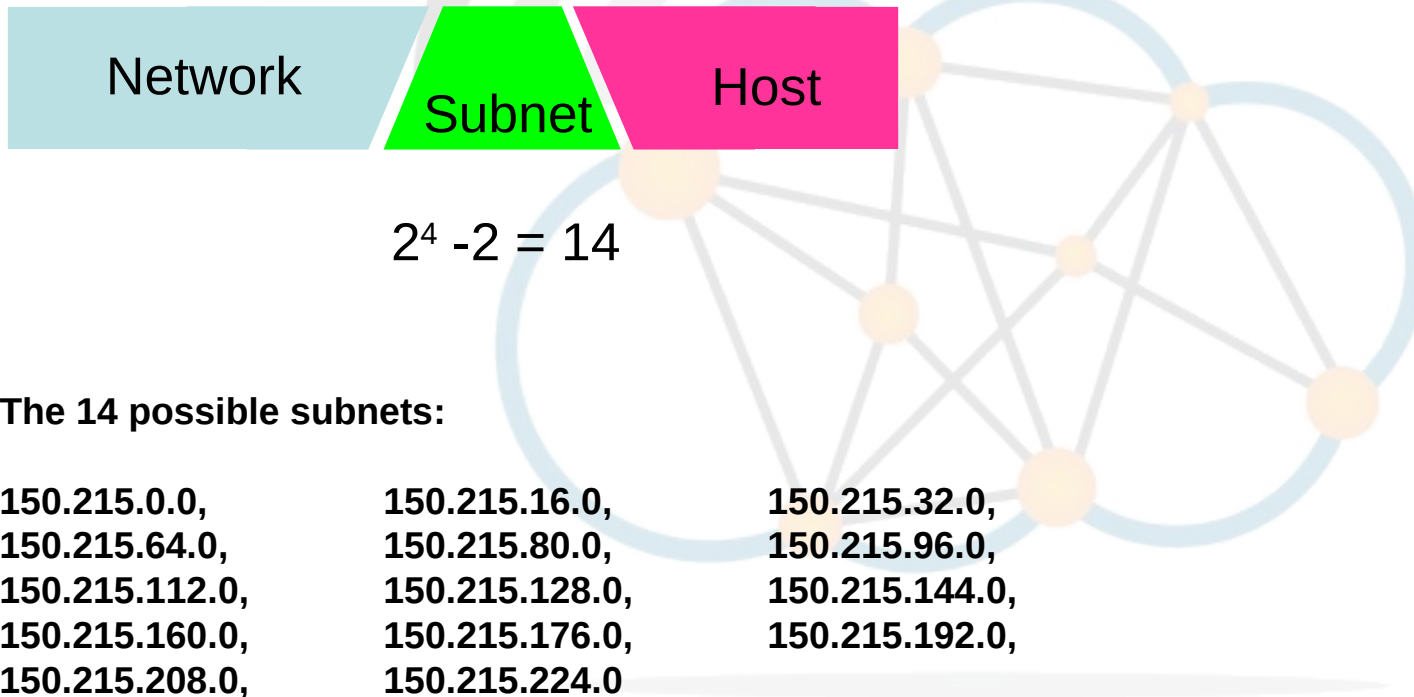 Network
Subnet
Host
2⁴ -2 = 14
The 14 possible subnets:
150.215.0.0, 150.215.16.0, 150.215.32.0,
150.215.64.0, 150.215.80.0, 150.215.96.0,
150.215.112.0, 150.215.128.0, 150.215.144.0,
150.215.160.0, 150.215.176.0, 150.215.192.0,
150.215.208.0, 150.215.224.0